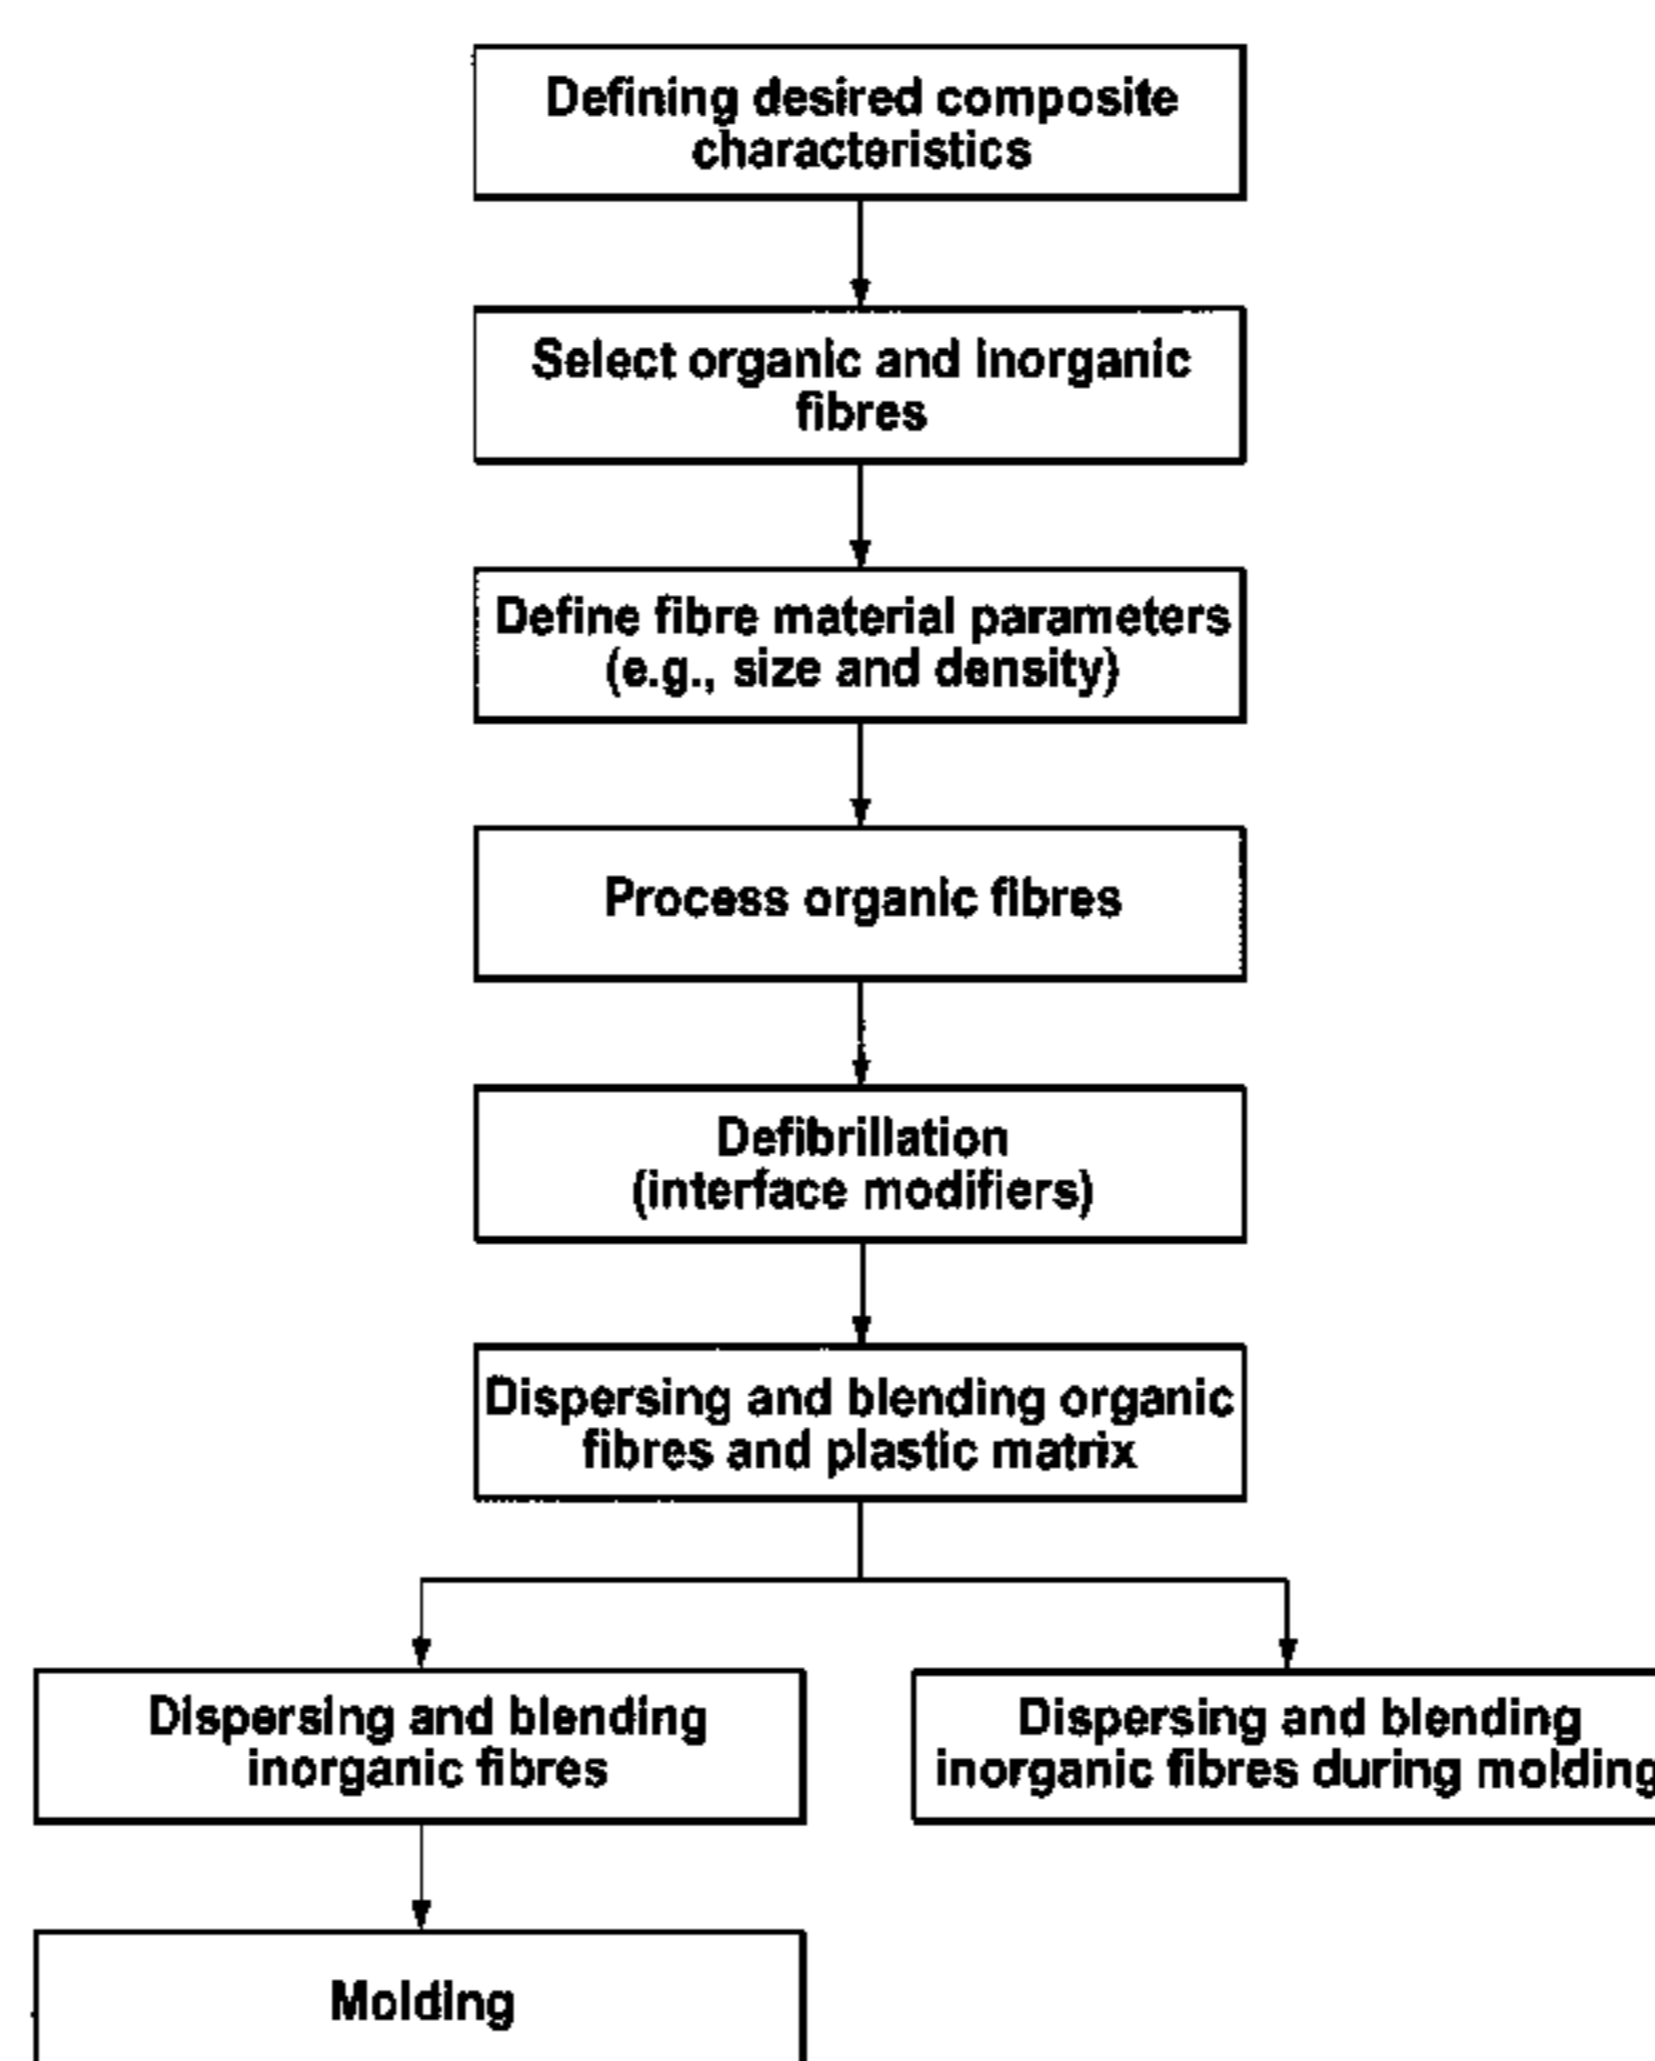 Defining desired composite
characteristics
Select organic and inorganic
fibres
Define fibre material parameters
(e.g., size and density)
Process organic fibres
Defibrillation
(interface modifiers)
Dispersing and blending organic
fibres and plastic matrix
Dispersing and blending
inorganic fibres
Dispersing and blending
inorganic fibres during molding
Molding